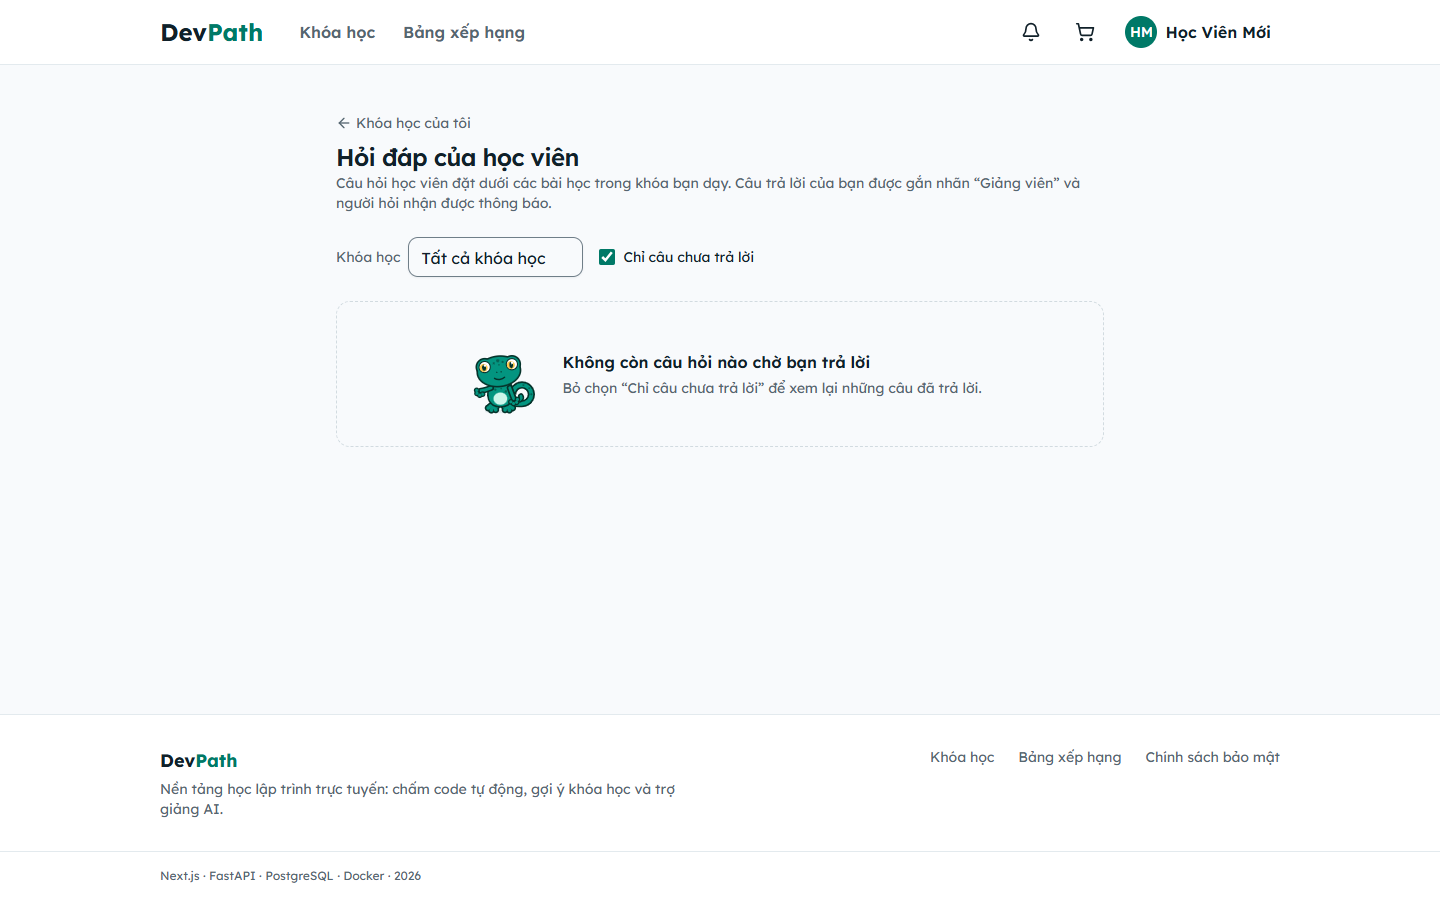 DevPath
Khóa học
Bảng xếp hạng
HM
Học Viên Mới
Khóa học của tôi
Hỏi đáp của học viên
Câu hỏi học viên đặt dưới các bài học trong khóa bạn dạy. Câu trả lời của bạn được gắn nhãn “Giảng viên” và
người hỏi nhận được thông báo.
Khóa học
Tất cả khóa học
Chỉ câu chưa trả lời
Không còn câu hỏi nào chờ bạn trả lời
Bỏ chọn “Chỉ câu chưa trả lời” để xem lại những câu đã trả lời.
DevPath
Nền tảng học lập trình trực tuyến: chấm code tự động, gợi ý khóa học và trợ
giảng AI.
Khóa học
Bảng xếp hạng
Chính sách bảo mật
Next.js · FastAPI · PostgreSQL · Docker · 2026